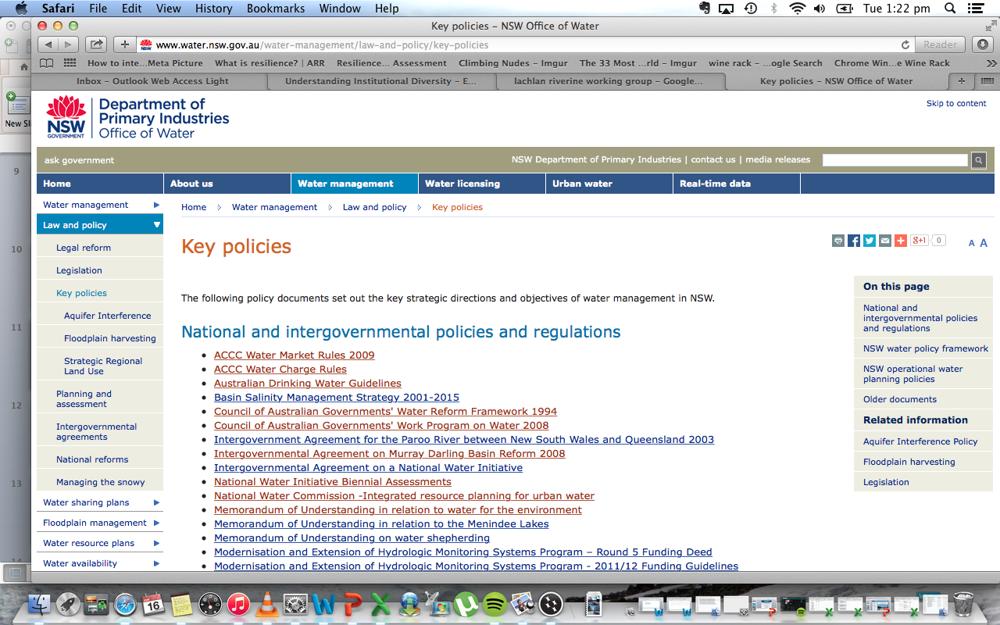 Safari File Edit View History Bookmarks Window Help Tue 1:22 pm
Key policies – NSW Office of Water
www.water.nsw.gov.au/water-management/law-and-policy/key-policies Reader
How to inte...Meta Picture What is resilience? | ARR Resilience... Assessment Climbing Nudes – Imgur The 33 Most ...rld – Imgur wine rack – ...ogle Search Chrome Win...e Wine Rack
Inbox – Outlook Web Access Light Understanding Institutional Diversity – E... lachlan riverine working group – Google... Key policies – NSW Office of Water
New Sl
9
10
11
12
13
14
NSW
GOVERNMENT
Department of
Primary Industries
Office of Water
Skip to content
ask government NSW Department of Primary Industries | contact us | media releases
Home About us Water management Water licensing Urban water Real-time data
Water management
Law and policy
Legal reform
Legislation
Key policies
Aquifer Interference
Floodplain harvesting
Strategic Regional
Land Use
Planning and
assessment
Intergovernmental
agreements
National reforms
Managing the snowy
Water sharing plans
Floodplain management
Water resource plans
Water availability
Home > Water management > Law and policy > Key policies
Key policies
g+1 0 A A
The following policy documents set out the key strategic directions and objectives of water management in NSW.
National and intergovernmental policies and regulations
• ACCC Water Market Rules 2009
• ACCC Water Charge Rules
• Australian Drinking Water Guidelines
• Basin Salinity Management Strategy 2001-2015
• Council of Australian Governments' Water Reform Framework 1994
• Council of Australian Governments' Work Program on Water 2008
• Intergovernment Agreement for the Paroo River between New South Wales and Queensland 2003
• Intergovernmental Agreement on Murray Darling Basin Reform 2008
• Intergovernmental Agreement on a National Water Initiative
• National Water Initiative Biennial Assessments
• National Water Commission -Integrated resource planning for urban water
• Memorandum of Understanding in relation to water for the environment
• Memorandum of Understanding in relation to the Menindee Lakes
• Memorandum of Understanding on water shepherding
• Modernisation and Extension of Hydrologic Monitoring Systems Program – Round 5 Funding Deed
• Modernisation and Extension of Hydrologic Monitoring Systems Program - 2011/12 Funding Guidelines
On this page
National and
intergovernmental policies
and regulations
NSW water policy framework
NSW operational water
planning policies
Older documents
Related information
Aquifer Interference Policy
Floodplain harvesting
Legislation
16